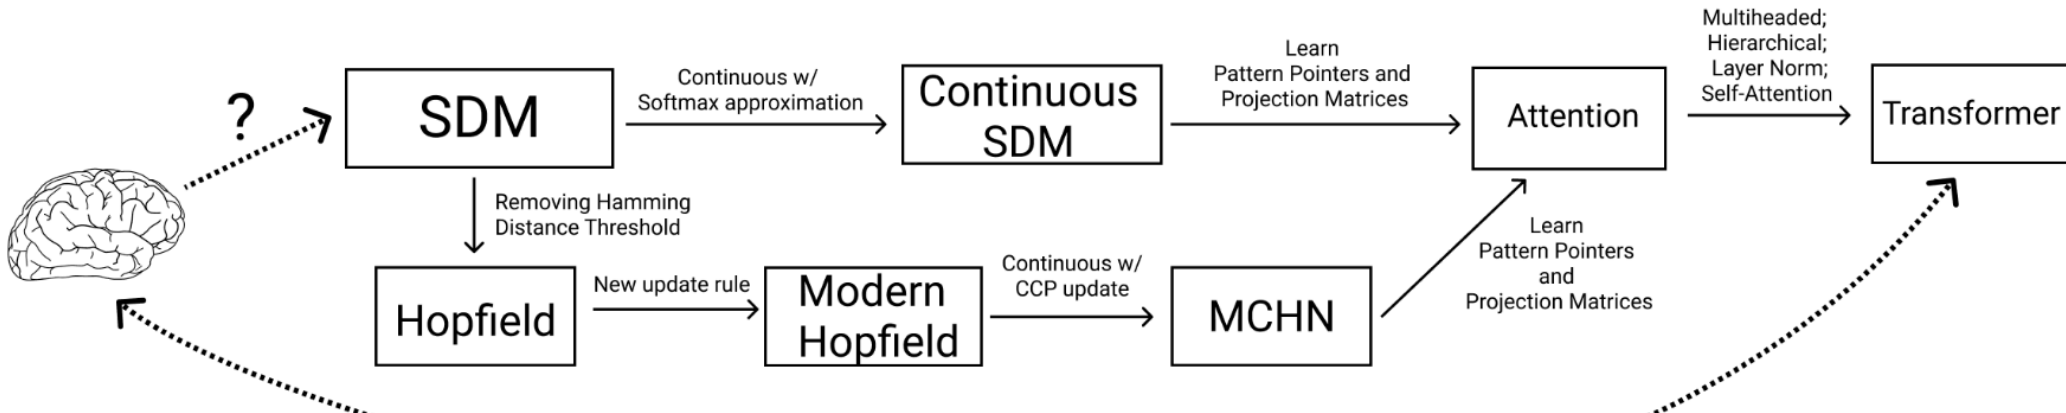 ?
SDM
Continuous w/
Softmax approximation
Continuous
SDM
Learn
Pattern Pointers and
Projection Matrices
Attention
Multiheaded;
Hierarchical;
Layer Norm;
Self-Attention
Transformer
Removing Hamming
Distance Threshold
Hopfield
New update rule
Modern
Hopfield
Continuous w/
CCP update
MCHN
Learn
Pattern Pointers
and
Projection Matrices